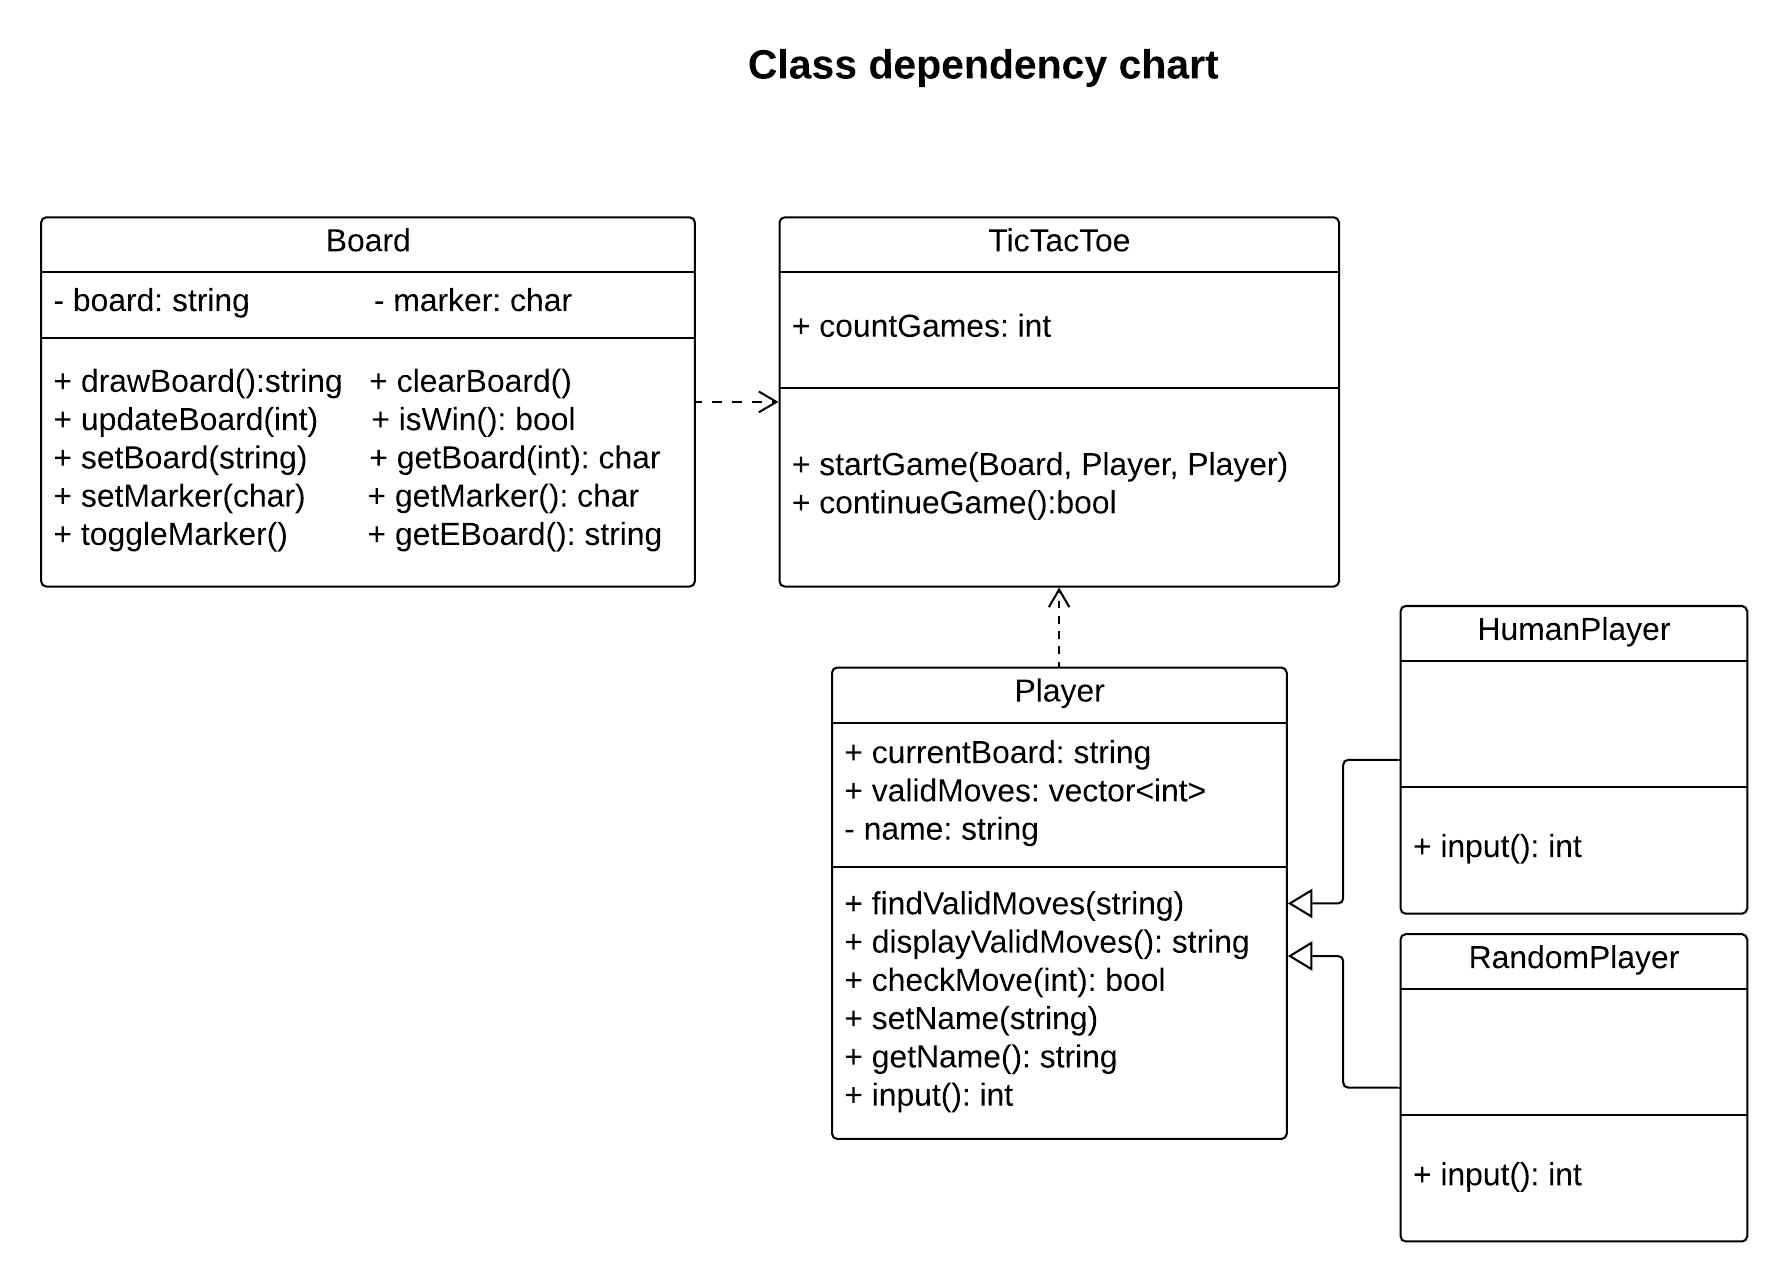 Class dependency chart
Board
- board: string - marker: char
+ drawBoard():string + clearBoard()
+ updateBoard(int) + isWin(): bool
+ setBoard(string) + getBoard(int): char
+ setMarker(char) + getMarker(): char
+ toggleMarker() + getEBoard(): string
TicTacToe
+ countGames: int
+ startGame(Board, Player, Player)
+ continueGame():bool
Player
+ currentBoard: string
+ validMoves: vector<int>
- name: string
+ findValidMoves(string)
+ displayValidMoves(): string
+ checkMove(int): bool
+ setName(string)
+ getName(): string
+ input(): int
HumanPlayer
+ input(): int
RandomPlayer
+ input(): int